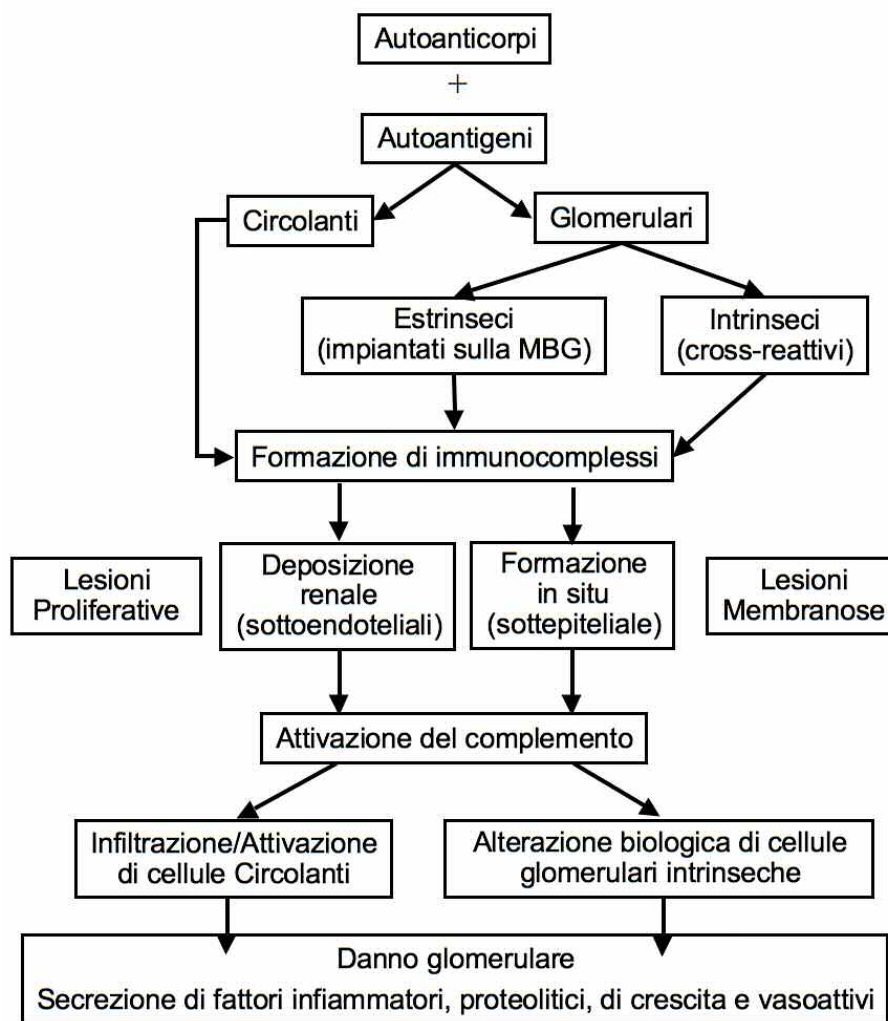 Autoanticorpi
+
Autoantigeni
Circolanti
Glomerulari
Estrinseci
(impiantati sulla MBG)
Intrinseci
(cross-reattivi)
Formazione di immunocomplessi
Lesioni
Proliferative
Deposizione
renale
(sottoendoteliali)
Formazione
in situ
(sottepiteliale)
Lesioni
Membranose
Attivazione del complemento
Infiltrazione/Attivazione
di cellule Circolanti
Alterazione biologica di cellule
glomerulari intrinseche
Danno glomerulare
Secrezione di fattori infiammatori, proteolitici, di crescita e vasoattivi